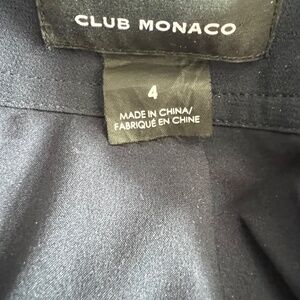 CLUB MONACO
4
MADE IN CHINA/
FABRIQUÉ EN CHINE